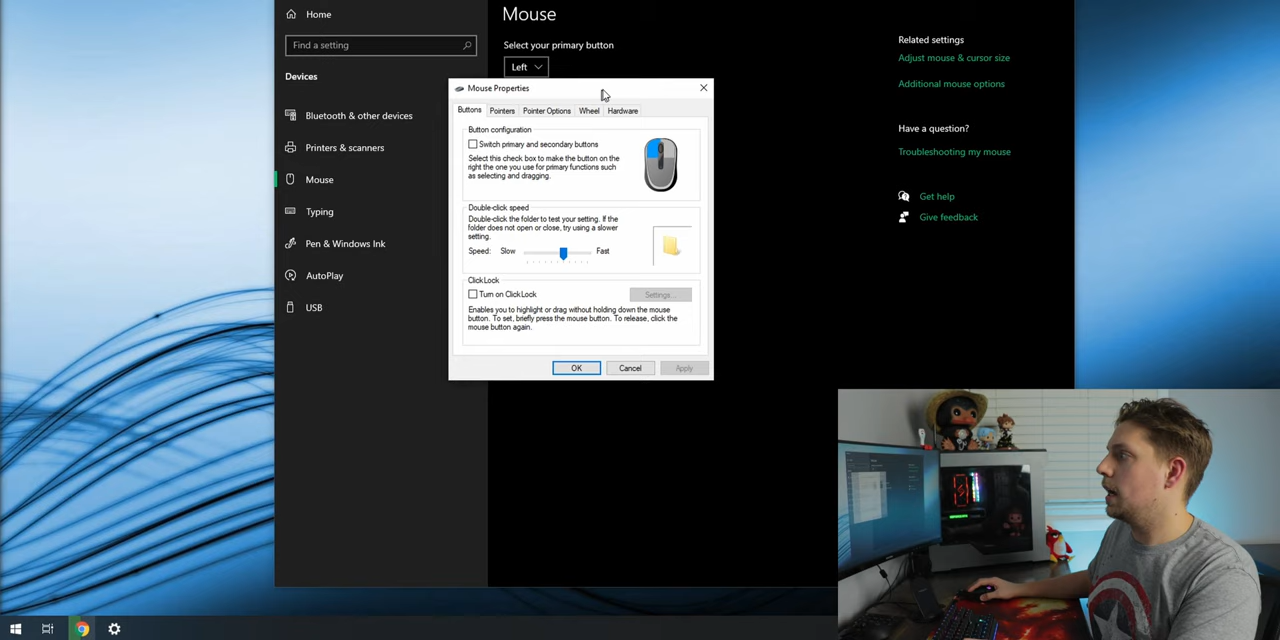 Home
Find a setting
Devices
Bluetooth & other devices
Printers & scanners
Mouse
Typing
Pen & Windows Ink
AutoPlay
USB
Mouse
Select your primary button
Left
Mouse Properties
Buttons
Pointers
Pointer Options
Wheel
Hardware
Button configuration
Switch primary and secondary buttons
Select this check box to make the button on the
right the one you use for primary functions such
as selecting and dragging.
Double-click speed
Double-click the folder to test your setting. If the
folder does not open or close, try using a slower
setting.
Speed: Slow Fast
ClickLock
Turn on ClickLock
Settings...
Enables you to highlight or drag without holding down the mouse
button. To set, briefly press the mouse button. To release, click the
mouse button again.
OK
Cancel
Apply
Related settings
Adjust mouse & cursor size
Additional mouse options
Have a question?
Troubleshooting my mouse
Get help
Give feedback